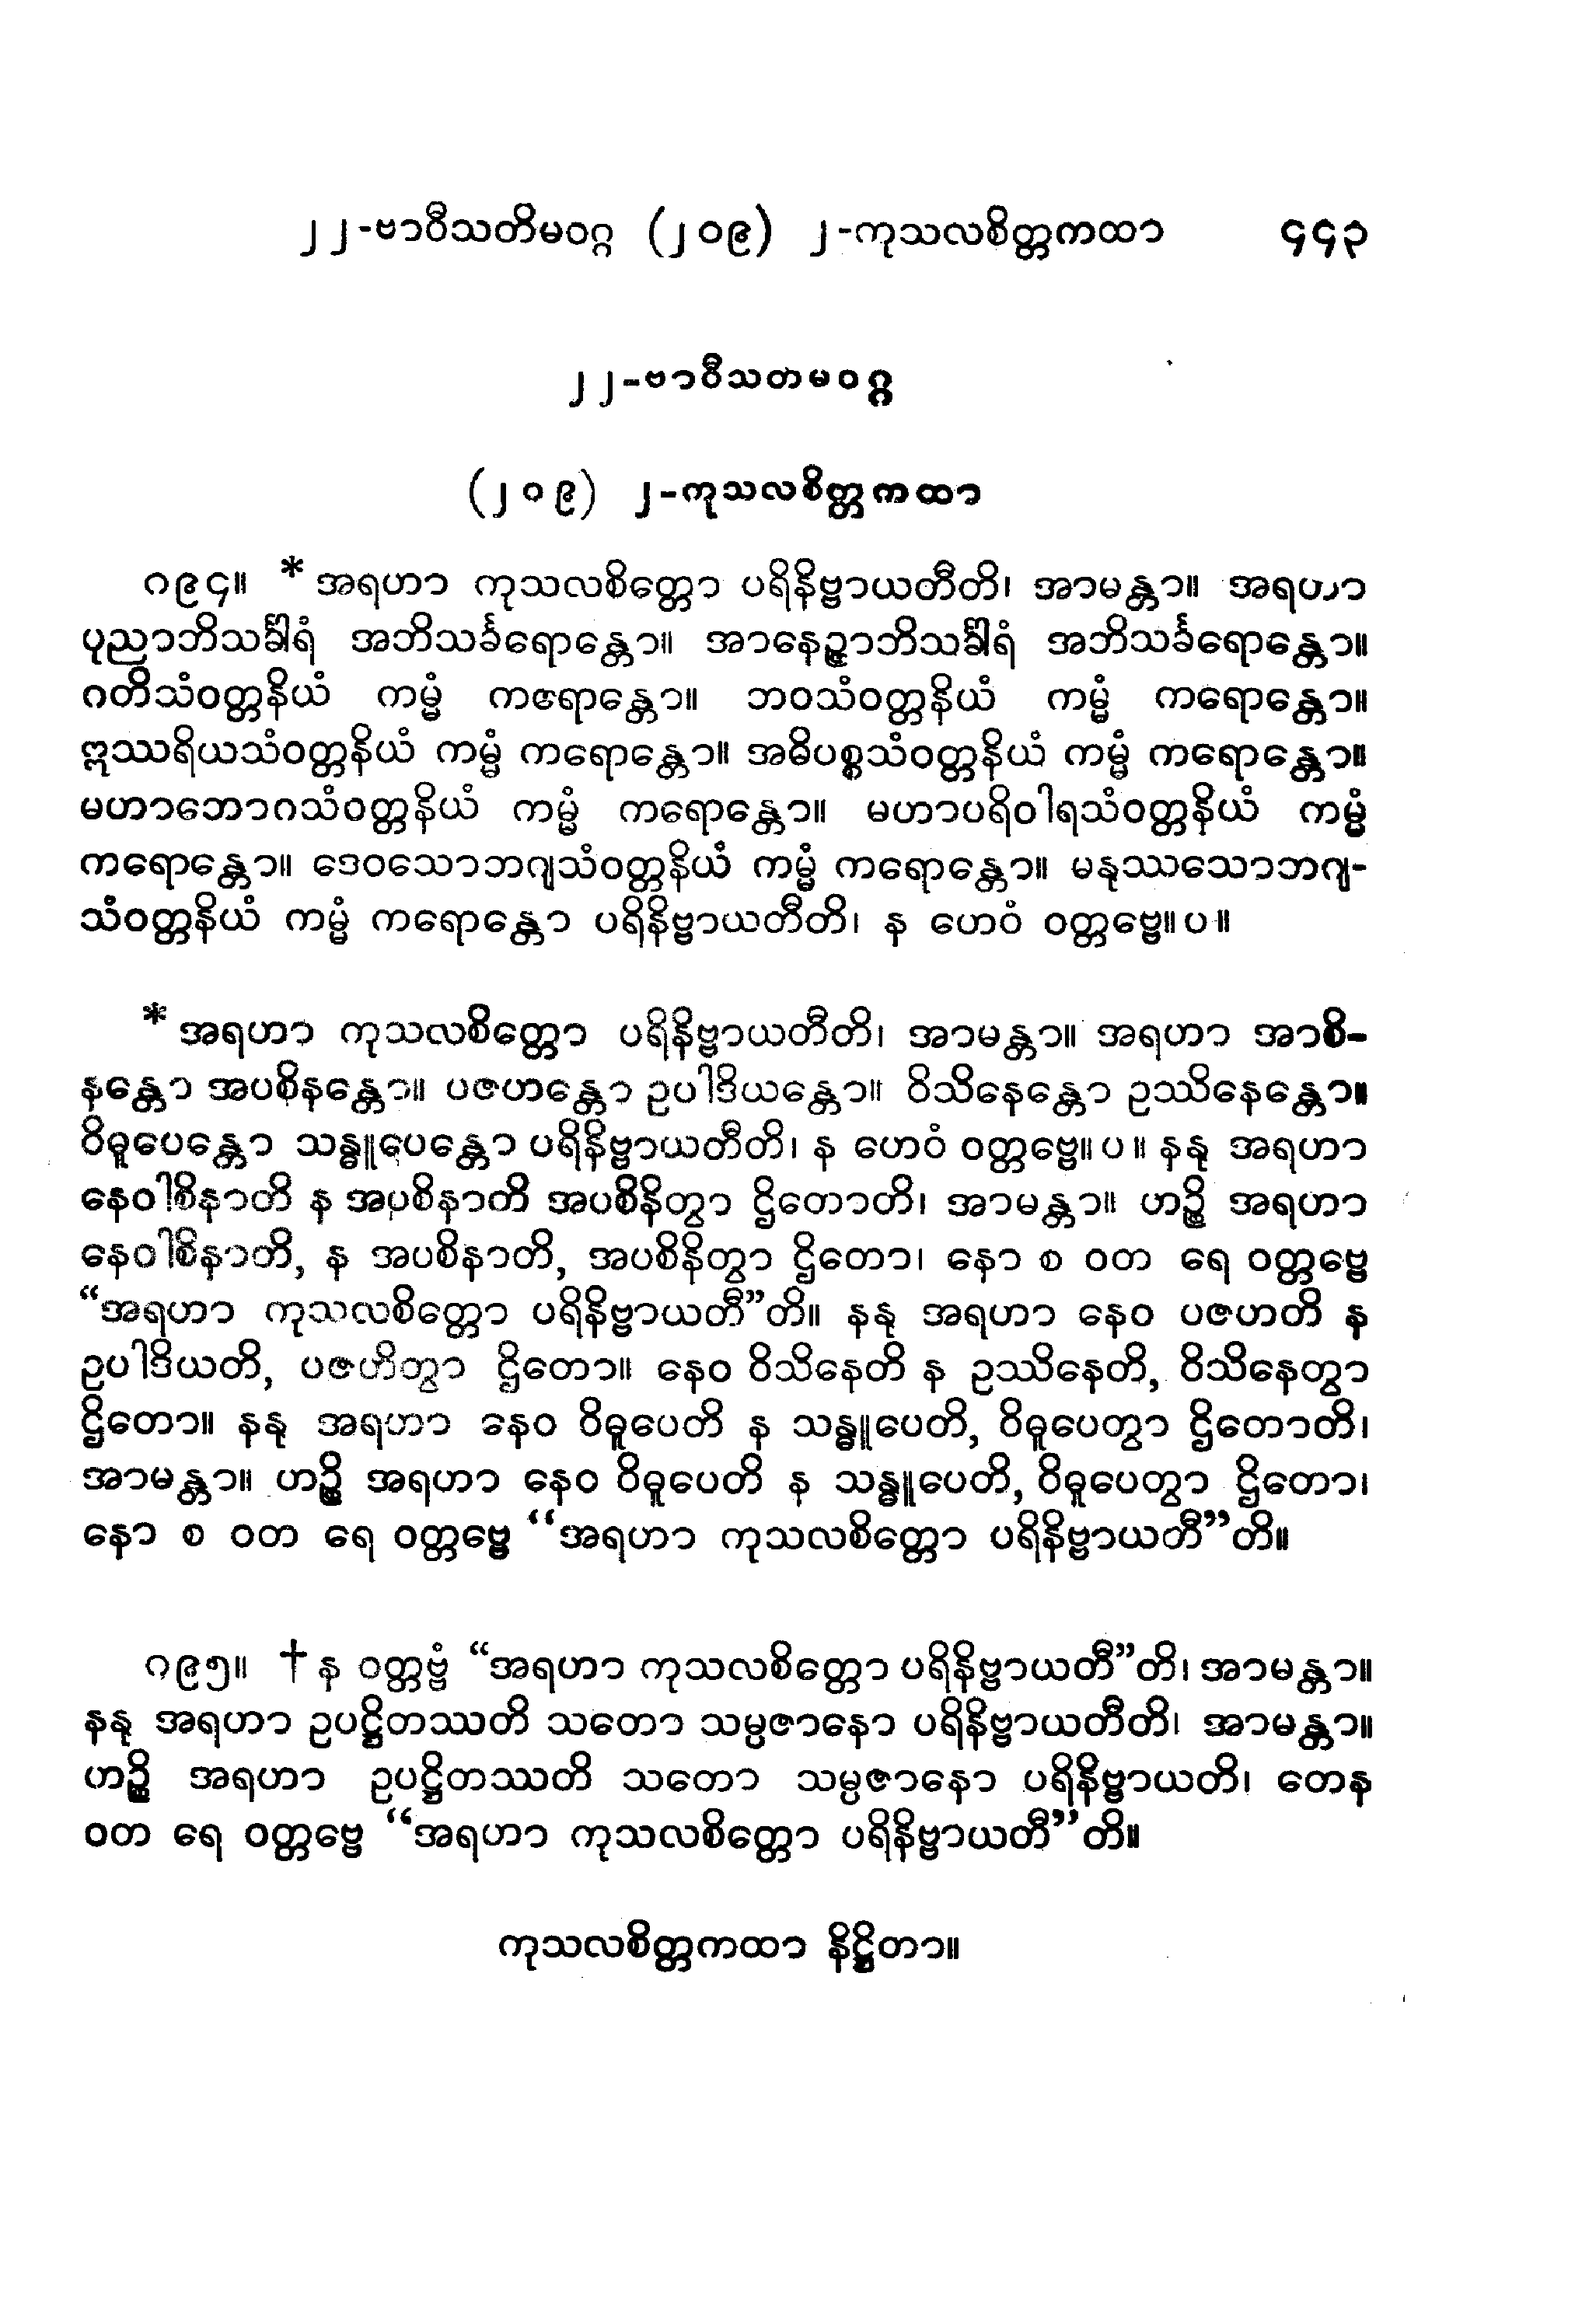 ၂၂-ဗာဝီသတိမဝဂ္ဂ (၂၀၉) ၂-ကုသလစိတ္တကထာ ၄၄၃
၂၂-ဗာဝီသတမဝဂ္ဂ
(၂၀၉) ၂-ကုသလစိတ္တကထာ
၈၉၄။ * အရဟာ ကုသလစိတ္တော ပရိနိဗ္ဗာယတီတိ၊ အာမန္တာ။ အရဟာ
ပုညာဘိသင်္ခါရံ အဘိသင်္ခရောန္တော။ အာနေဉ္ဇာဘိသင်္ခါရံ အဘိသင်္ခရောန္တော။
ဂတိသံဝတ္တနိယံ ကမ္မံ ကရောန္တော။ ဘဝသံဝတ္တနိယံ ကမ္မံ ကရောန္တော။
ဣဿရိယသံဝတ္တနိယံ ကမ္မံ ကရောန္တော။ အဓိပစ္စသံဝတ္တနိယံ ကမ္မံ ကရောန္တော။
မဟာဘောဂသံဝတ္တနိယံ ကမ္မံ ကရောန္တော။ မဟာပရိဝါရသံဝတ္တနိယံ ကမ္မံ
ကရောန္တော။ ဒေဝသောဘဂျသံဝတ္တနိယံ ကမ္မံ ကရောန္တော။ မနုဿသောဘဂျ-
သံဝတ္တနိယံ ကမ္မံ ကရောန္တော ပရိနိဗ္ဗာယတီတိ၊ န ဟေဝံ ဝတ္တဗ္ဗေ။ပ။
* အရဟာ ကုသလစိတ္တော ပရိနိဗ္ဗာယတီတိ၊ အာမန္တာ။ အရဟာ အာစိ-
နန္တော အပစိနန္တော။ ပဇဟန္တော ဥပါဒိယန္တော။ ဝိသိနေန္တော ဥဿိနေန္တော။
ဝိဓူပေန္တော သန္ဓူပေန္တော ပရိနိဗ္ဗာယတီတိ၊ န ဟေဝံ ဝတ္တဗ္ဗေ။ပ။ နနု အရဟာ
နေဝါစိနာတိ န အပစိနာတိ အပစိနိတွာ ဌိတောတိ၊ အာမန္တာ။ ဟဉ္စိ အရဟာ
နေဝါစိနာတိ, န အပစိနာတိ, အပစိနိတွာ ဌိတော၊ နော စ ဝတ ရေ ဝတ္တဗ္ဗေ
“အရဟာ ကုသလစိတ္တော ပရိနိဗ္ဗာယတီ”တိ။ နနု အရဟာ နေဝ ပဇဟတိ န
ဥပါဒိယတိ, ပဇဟိတွာ ဌိတော။ နေဝ ဝိသိနေတိ န ဥဿိနေတိ, ဝိသိနေတွာ
ဌိတော။ နနု အရဟာ နေဝ ဝိဓူပေတိ န သန္ဓူပေတိ, ဝိဓူပေတွာ ဌိတောတိ၊
အာမန္တာ။ ဟဉ္စိ အရဟာ နေဝ ဝိဓူပေတိ န သန္ဓူပေတိ, ဝိဓူပေတွာ ဌိတော၊
နော စ ဝတ ရေ ဝတ္တဗ္ဗေ “အရဟာ ကုသလစိတ္တော ပရိနိဗ္ဗာယတီ”တိ။
၈၉၅။ † န ဝတ္တဗ္ဗံ “အရဟာ ကုသလစိတ္တော ပရိနိဗ္ဗာယတီ”တိ၊ အာမန္တာ။
နနု အရဟာ ဥပဋ္ဌိတဿတိ သတော သမ္ပဇာနော ပရိနိဗ္ဗာယတီတိ၊ အာမန္တာ။
ဟဉ္စိ အရဟာ ဥပဋ္ဌိတဿတိ သတော သမ္ပဇာနော ပရိနိဗ္ဗာယတိ၊ တေန
ဝတ ရေ ဝတ္တဗ္ဗေ “အရဟာ ကုသလစိတ္တော ပရိနိဗ္ဗာယတီ”တိ။
ကုသလစိတ္တကထာ နိဋ္ဌိတာ။